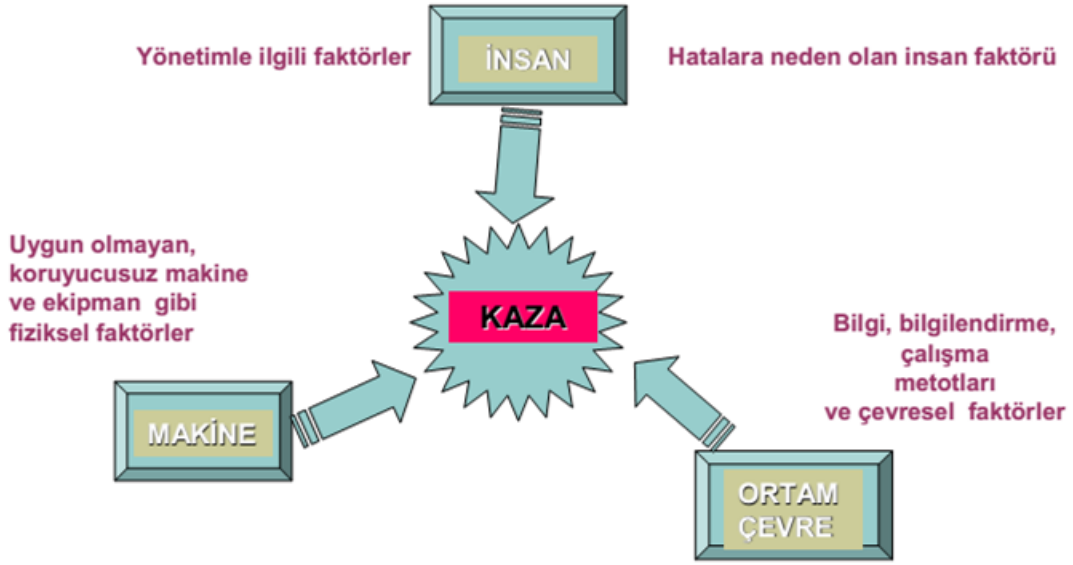 Yönetimle ilgili faktörler
İNSAN
Hatalara neden olan insan faktörü
Uygun olmayan,
koruyucusuz makine
ve ekipman gibi
fiziksel faktörler
KAZA
Bilgi, bilgilendirme,
çalışma
metotları
ve çevresel faktörler
MAKİNE
ORTAM
ÇEVRE